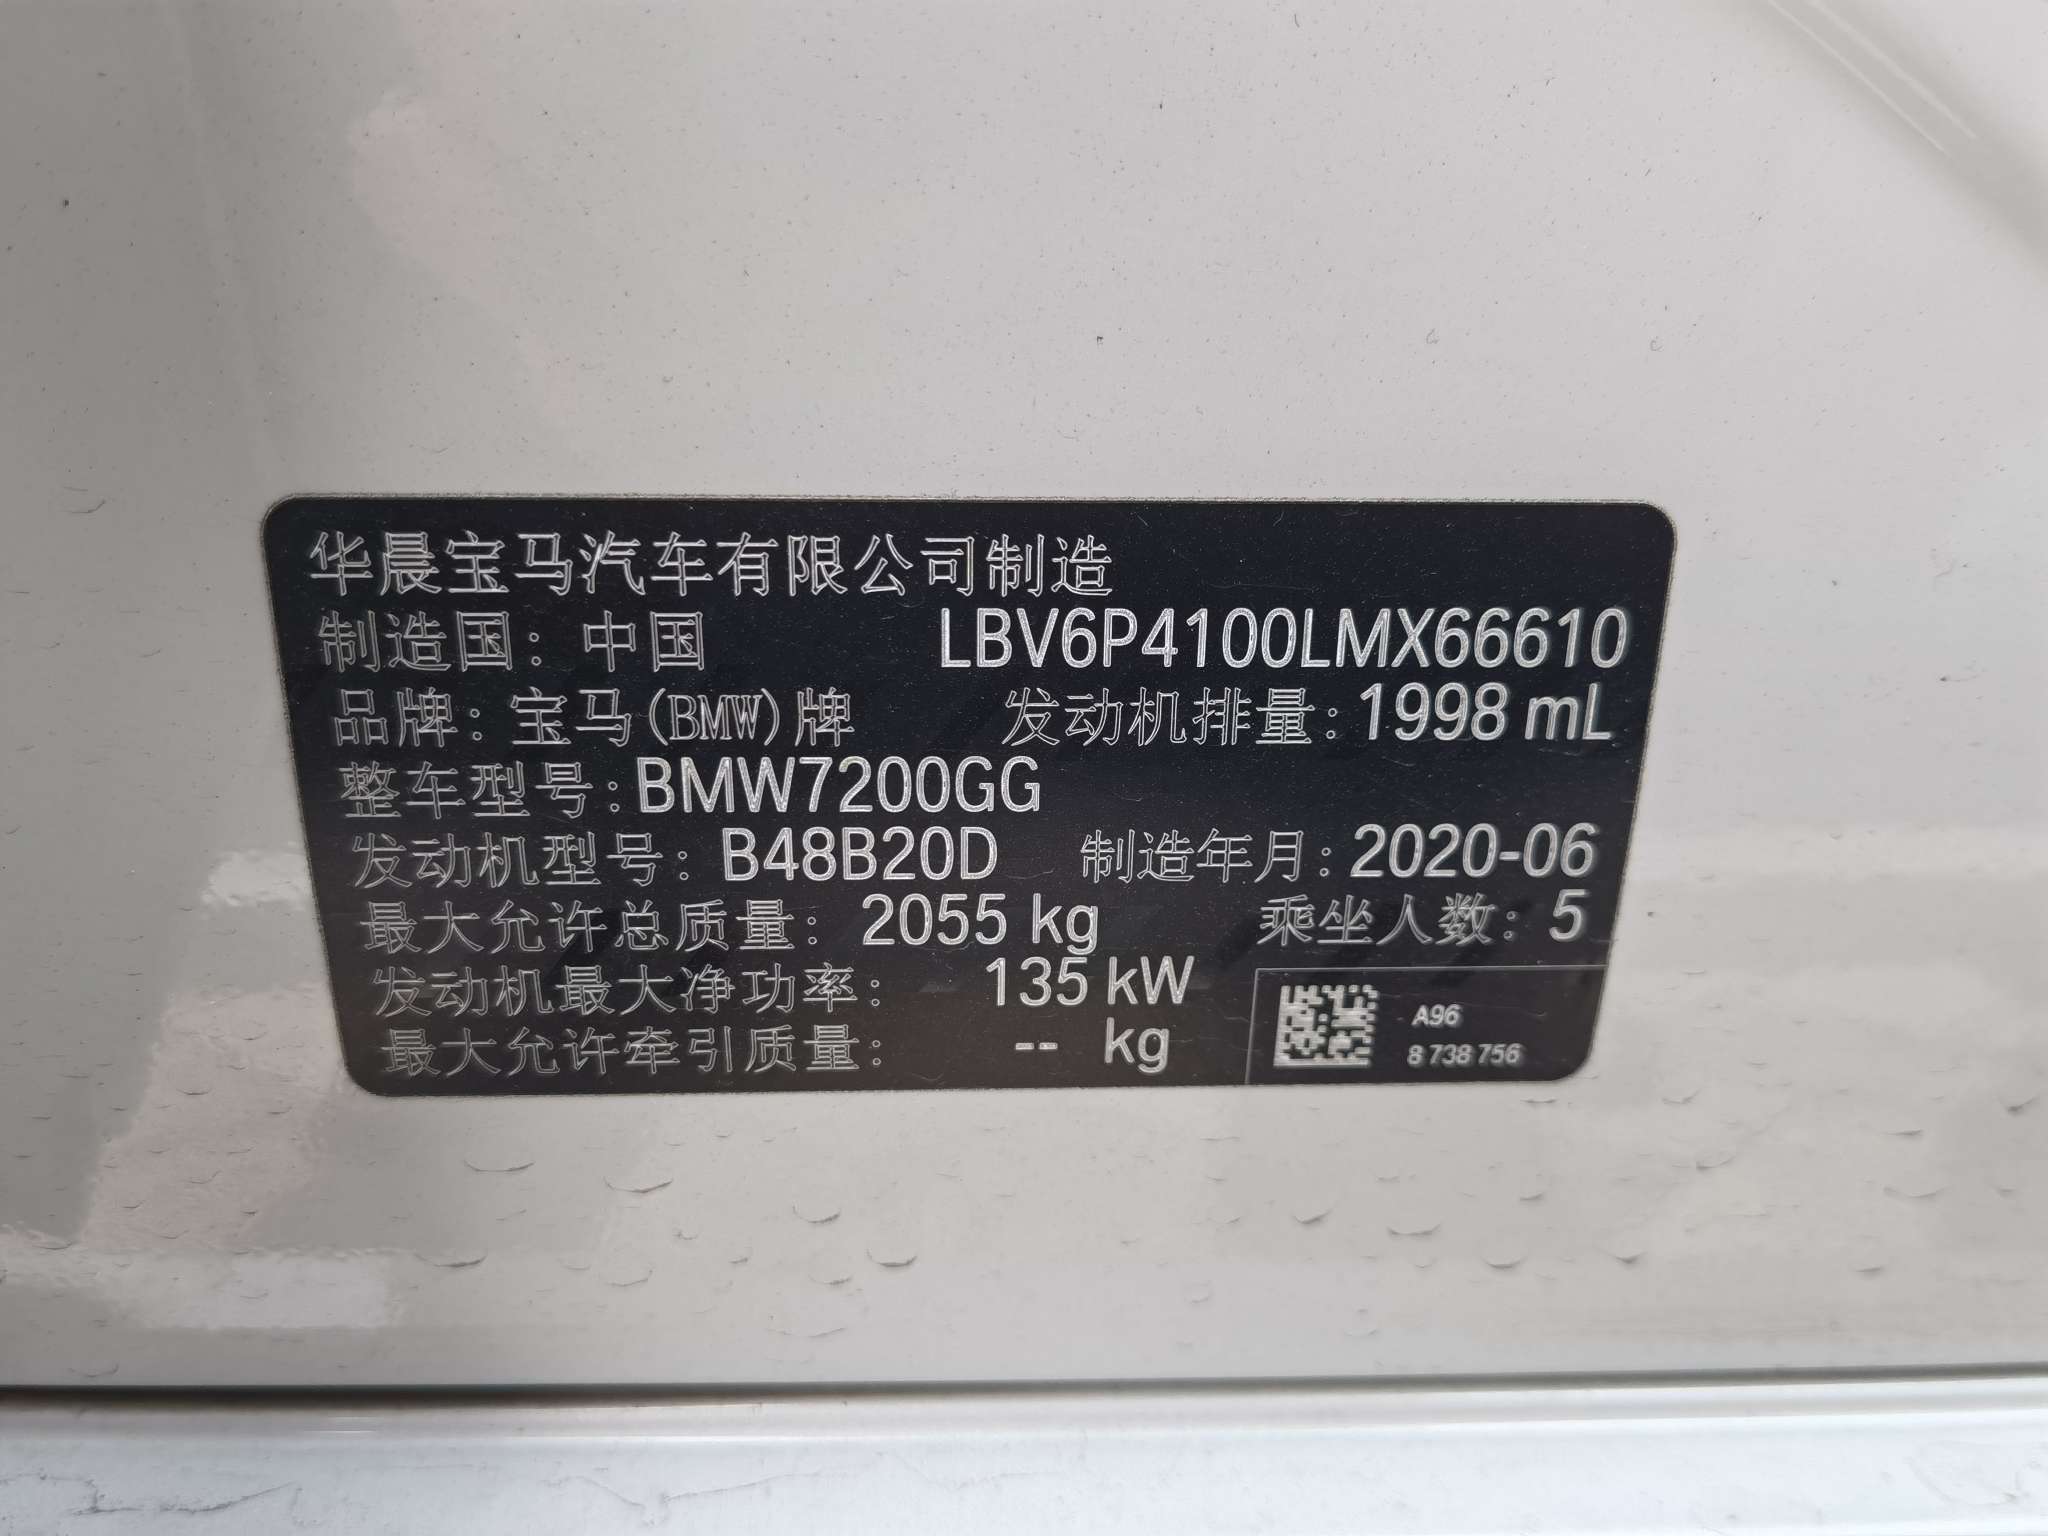 华晨宝马汽车有限公司制造
制造国：中国 LBV6P4100LMX66610
品牌：宝马(BMW)牌 发动机排量：1998 mL
整车型号：BMW7200GG
发动机型号：B48B20D 制造年月：2020-06
最大允许总质量：2055 kg 乘坐人数：5
发动机最大净功率：135 kW
最大允许牵引质量：-- kg
A96
8 738 756